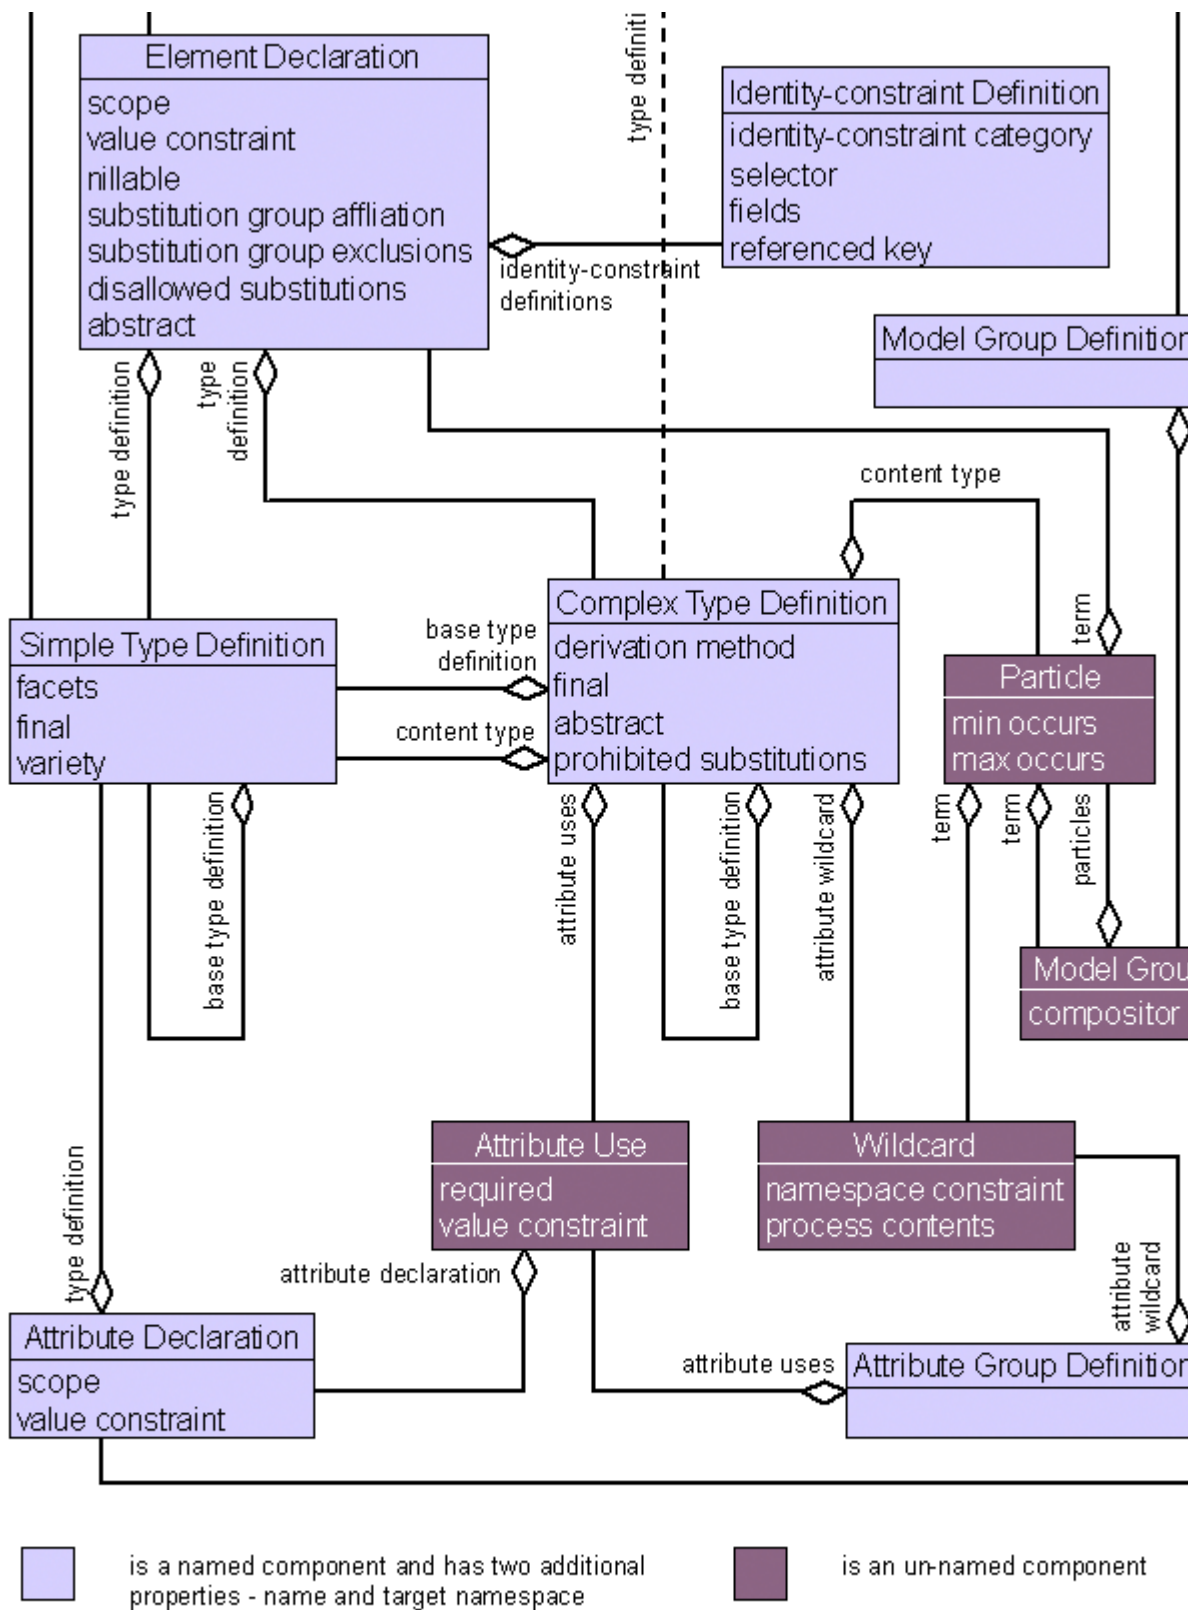 Element Declaration
scope
value constraint
nillable
substitution group affliation
substitution group exclusions
disallowed substitutions
abstract
type definiti
Identity-constraint Definition
identity-constraint category
selector
fields
referenced key
identity-constraint
definitions
Model Group Definition
type definition
type
definition
content type
term
Simple Type Definition
facets
final
variety
base type
definition
content type
Complex Type Definition
derivation method
final
abstract
prohibited substitutions
Particle
min occurs
max occurs
base type definition
attribute uses
base type definition
attribute wildcard
term
term
particles
Model Grou
compositor
type definition
Attribute Use
required
value constraint
Wildcard
namespace constraint
process contents
attribute declaration
attribute
wildcard
Attribute Declaration
scope
value constraint
attribute uses
Attribute Group Definition
is a named component and has two additional
properties - name and target namespace
is an un-named component